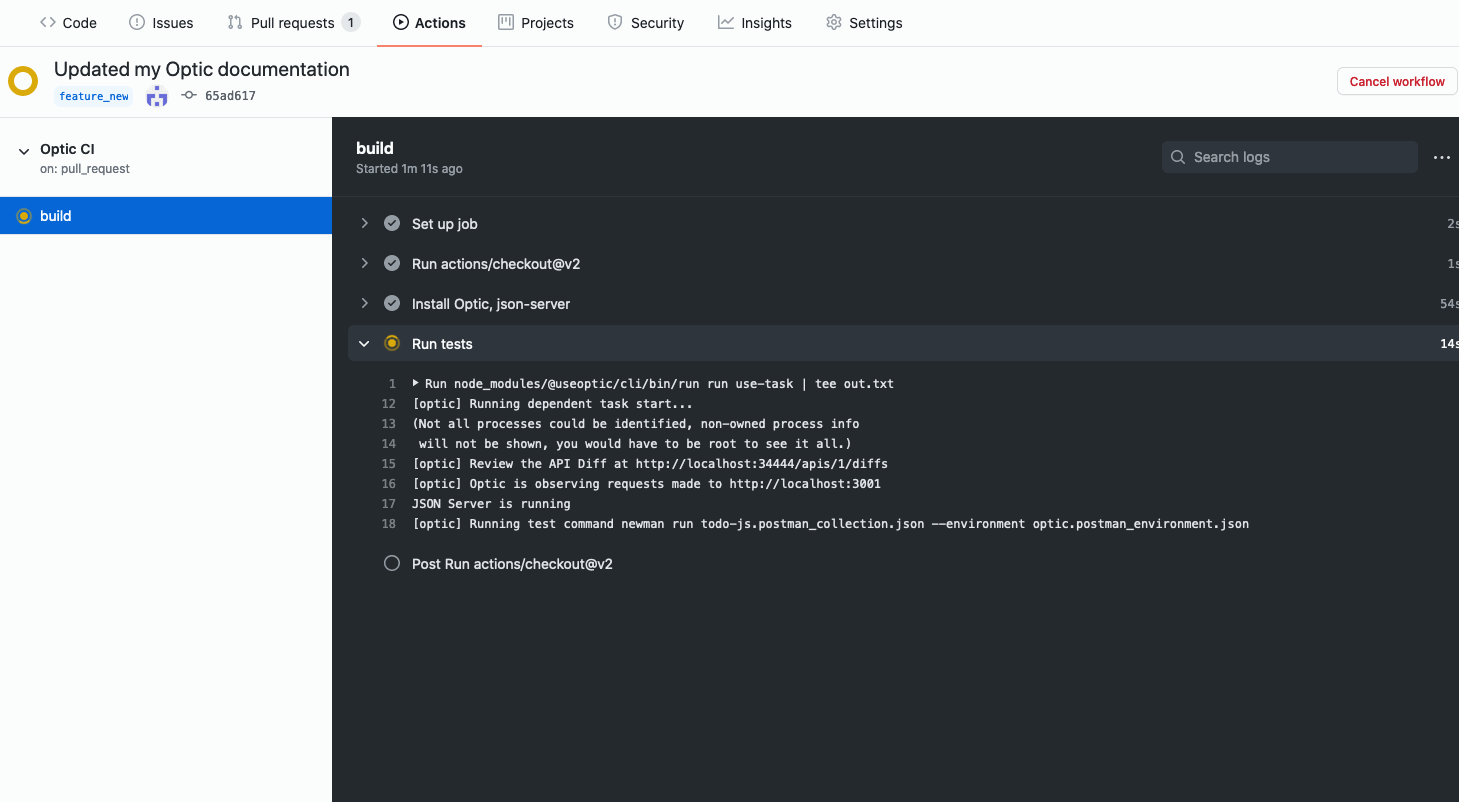 Code Issues Pull requests 1 Actions Projects Security Insights Settings
Updated my Optic documentation
feature_new 65ad617
Cancel workflow
Optic CI
on: pull_request
build
build
Started 1m 11s ago
Search logs
Set up job 2s
Run actions/checkout@v2 1s
Install Optic, json-server 54s
Run tests 14s
1 Run node_modules/@useoptic/cli/bin/run run use-task | tee out.txt
12 [optic] Running dependent task start...
13 (Not all processes could be identified, non-owned process info
14 will not be shown, you would have to be root to see it all.)
15 [optic] Review the API Diff at http://localhost:34444/apis/1/diffs
16 [optic] Optic is observing requests made to http://localhost:3001
17 JSON Server is running
18 [optic] Running test command newman run todo-js.postman_collection.json --environment optic.postman_environment.json
Post Run actions/checkout@v2